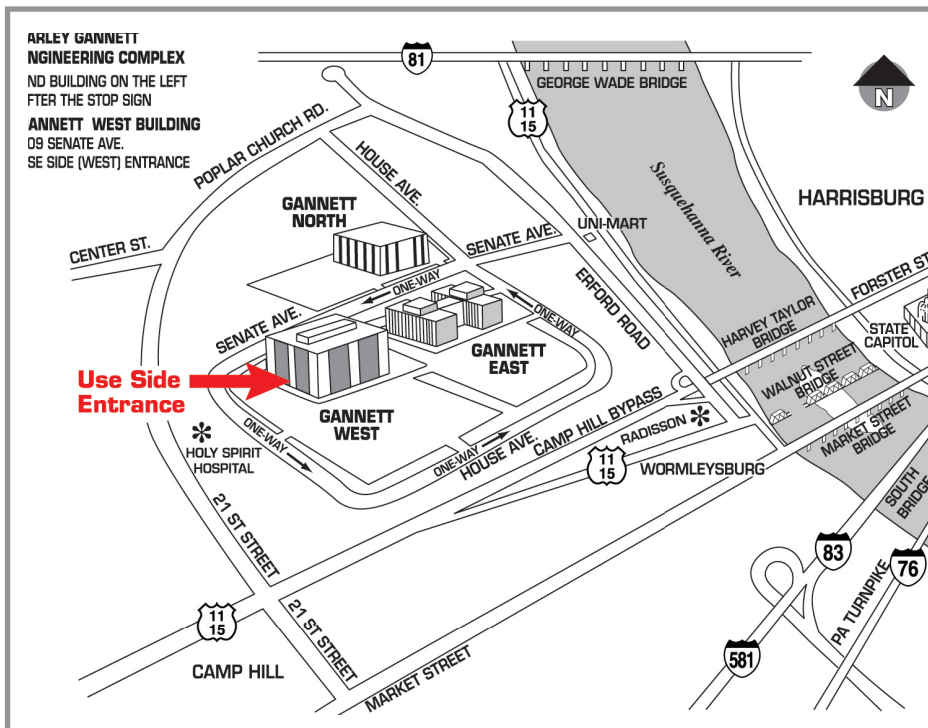 ARLEY GANNETT
NGINEERING COMPLEX
ND BUILDING ON THE LEFT
FTER THE STOP SIGN
ANNETT WEST BUILDING
09 SENATE AVE.
SE SIDE (WEST) ENTRANCE
81
GEORGE WADE BRIDGE
N
11
15
POPLAR CHURCH RD.
HOUSE AVE.
Susquehanna River
HARRISBURG
GANNETT
NORTH
UNI-MART
CENTER ST.
SENATE AVE.
ONE-WAY
ERFORD ROAD
FORSTER ST
SENATE AVE.
ONE-WAY
HARVEY TAYLOR
BRIDGE
STATE
CAPITOL
GANNETT
EAST
WALNUT STREET
BRIDGE
Use Side
Entrance
GANNETT
WEST
CAMP HILL BYPASS
RADISSON
MARKET STREET
BRIDGE
HOLY SPIRIT
HOSPITAL
ONE-WAY
ONE-WAY
HOUSE AVE.
11
15
WORMLEYSBURG
SOUTH
BRIDGE
21 ST STREET
83
76
PA TURNPIKE
11
15
21 ST STREET
CAMP HILL
MARKET STREET
581